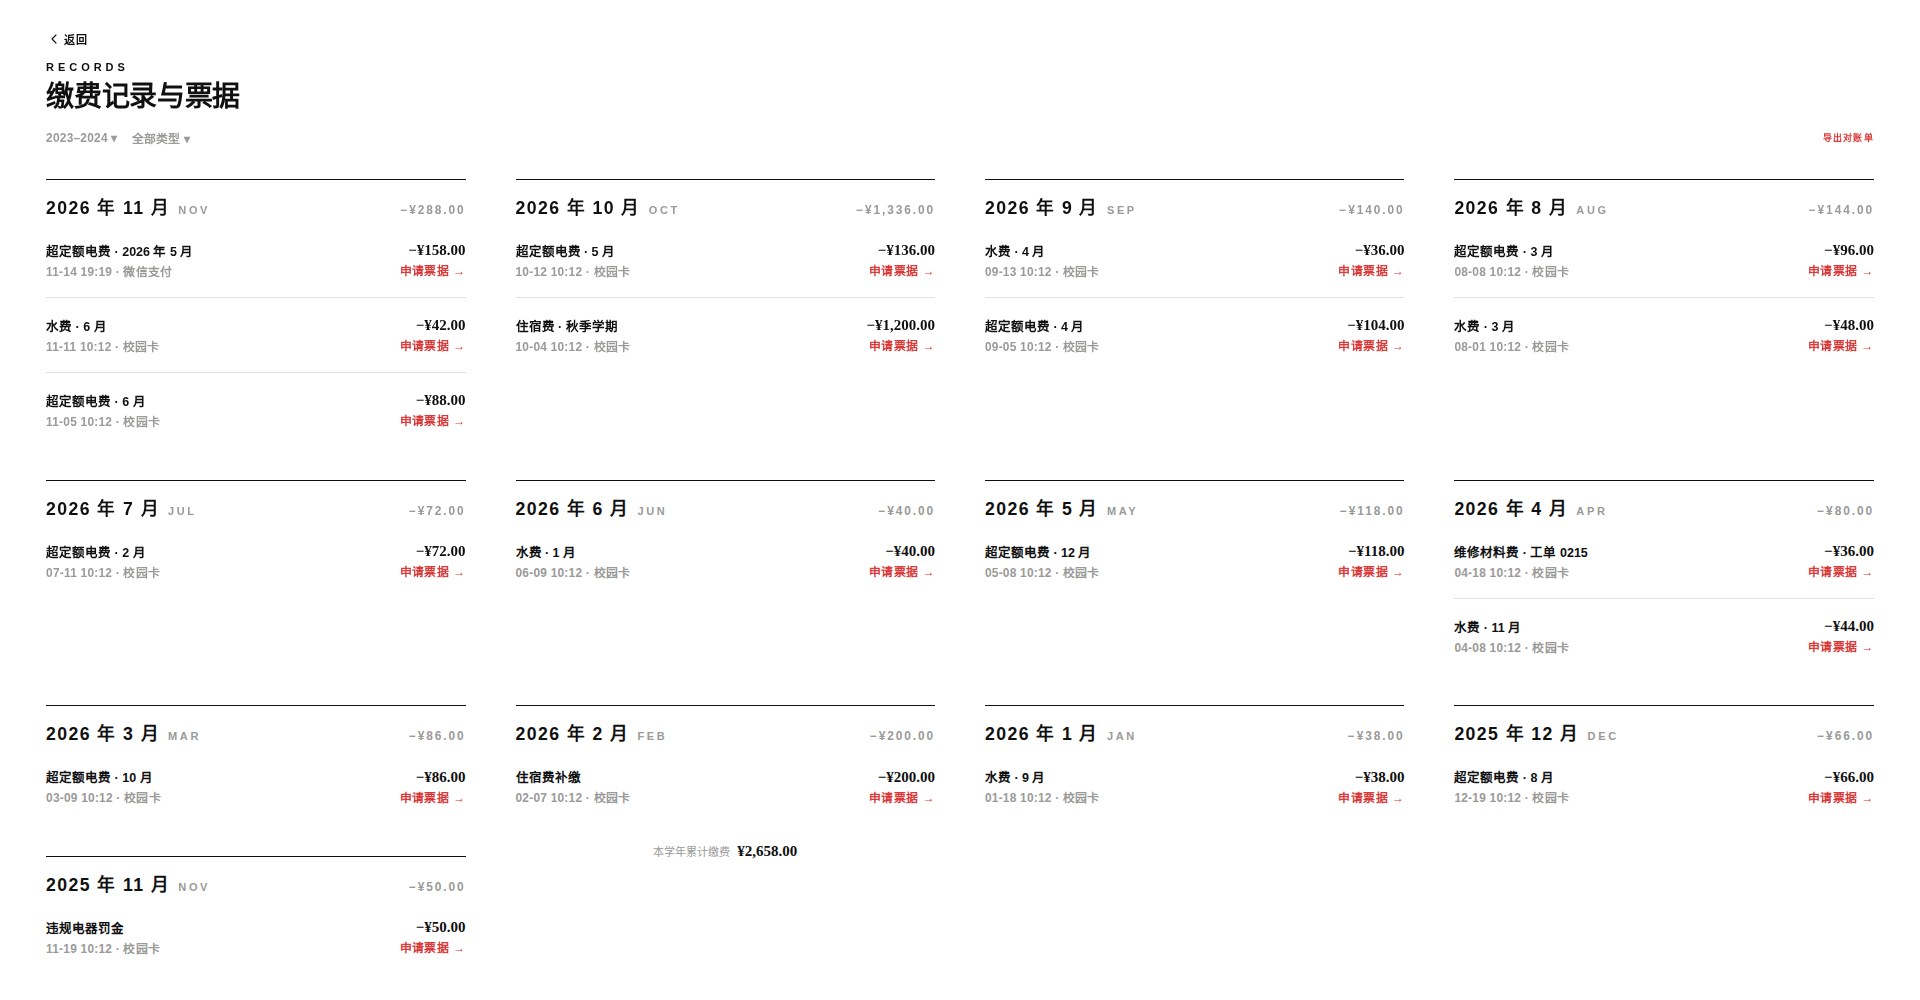 返回
RECORDS
缴费记录与票据
2023–2024 ▾ 全部类型 ▾
导出对账单
2026 年 11 月 NOV −¥288.00
超定额电费 · 2026 年 5 月 −¥158.00
11-14 19:19 · 微信支付 申请票据 →
水费 · 6 月 −¥42.00
11-11 10:12 · 校园卡 申请票据 →
超定额电费 · 6 月 −¥88.00
11-05 10:12 · 校园卡 申请票据 →
2026 年 10 月 OCT −¥1,336.00
超定额电费 · 5 月 −¥136.00
10-12 10:12 · 校园卡 申请票据 →
住宿费 · 秋季学期 −¥1,200.00
10-04 10:12 · 校园卡 申请票据 →
2026 年 9 月 SEP −¥140.00
水费 · 4 月 −¥36.00
09-13 10:12 · 校园卡 申请票据 →
超定额电费 · 4 月 −¥104.00
09-05 10:12 · 校园卡 申请票据 →
2026 年 8 月 AUG −¥144.00
超定额电费 · 3 月 −¥96.00
08-08 10:12 · 校园卡 申请票据 →
水费 · 3 月 −¥48.00
08-01 10:12 · 校园卡 申请票据 →
2026 年 7 月 JUL −¥72.00
超定额电费 · 2 月 −¥72.00
07-11 10:12 · 校园卡 申请票据 →
2026 年 6 月 JUN −¥40.00
水费 · 1 月 −¥40.00
06-09 10:12 · 校园卡 申请票据 →
2026 年 5 月 MAY −¥118.00
超定额电费 · 12 月 −¥118.00
05-08 10:12 · 校园卡 申请票据 →
2026 年 4 月 APR −¥80.00
维修材料费 · 工单 0215 −¥36.00
04-18 10:12 · 校园卡 申请票据 →
水费 · 11 月 −¥44.00
04-08 10:12 · 校园卡 申请票据 →
2026 年 3 月 MAR −¥86.00
超定额电费 · 10 月 −¥86.00
03-09 10:12 · 校园卡 申请票据 →
2026 年 2 月 FEB −¥200.00
住宿费补缴 −¥200.00
02-07 10:12 · 校园卡 申请票据 →
2026 年 1 月 JAN −¥38.00
水费 · 9 月 −¥38.00
01-18 10:12 · 校园卡 申请票据 →
2025 年 12 月 DEC −¥66.00
超定额电费 · 8 月 −¥66.00
12-19 10:12 · 校园卡 申请票据 →
2025 年 11 月 NOV −¥50.00
违规电器罚金 −¥50.00
11-19 10:12 · 校园卡 申请票据 →
本学年累计缴费 ¥2,658.00